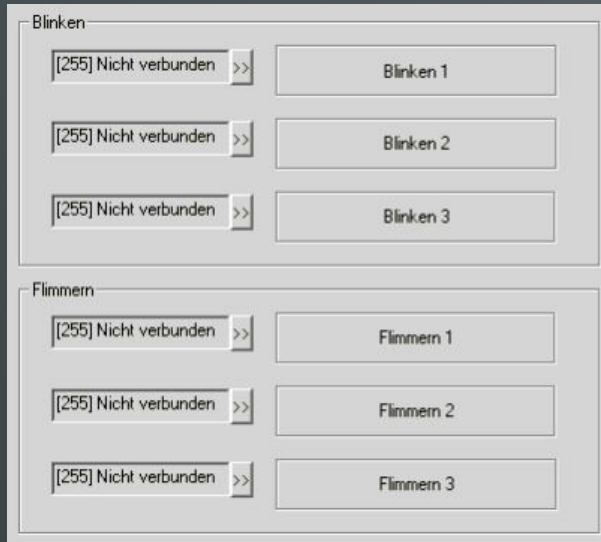 Blinken
[255] Nicht verbunden >> Blinken 1
[255] Nicht verbunden >> Blinken 2
[255] Nicht verbunden >> Blinken 3
Flimmern
[255] Nicht verbunden >> Flimmern 1
[255] Nicht verbunden >> Flimmern 2
[255] Nicht verbunden >> Flimmern 3